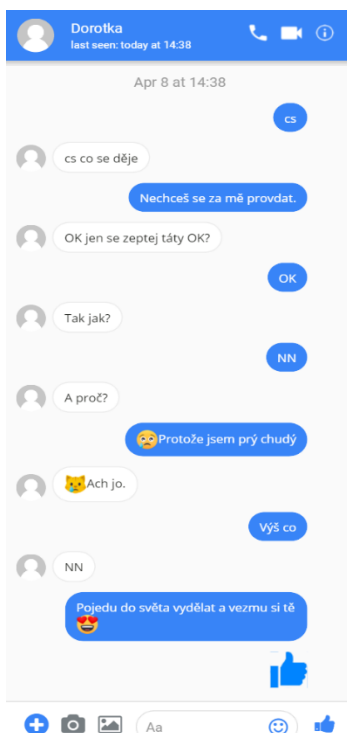 Dorotka
last seen: today at 14:38
Apr 8 at 14:38
cs
cs co se děje
Nechceš se za mě provdat.
OK jen se zeptej táty OK?
OK
Tak jak?
NN
A proč?
😢Protože jsem prý chudý
😿Ach jo.
Výš co
NN
Pojedu do světa vydělat a vezmu si tě
😍
Aa